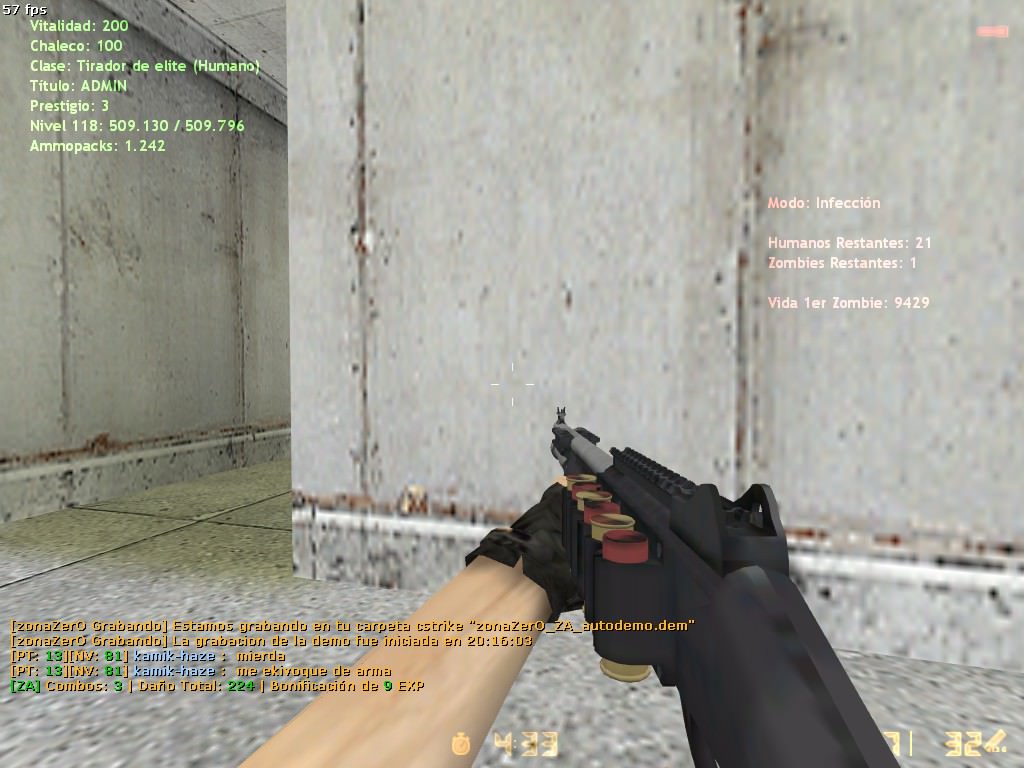 57 fps
Vitalidad: 200
Chaleco: 100
Clase: Tirador de elite (Humano)
Título: ADMIN
Prestigio: 3
Nivel 118: 509.130 / 509.796
Ammopacks: 1.242
Modo: Infección
Humanos Restantes: 21
Zombies Restantes: 1
Vida 1er Zombie: 9429
[zonaZerO Grabando] Estamos grabando en tu carpeta cstrike "zonaZerO_ZA_autodemo.dem"
[zonaZerO Grabando] La grabacion de la demo fue iniciada en 20:16:03
[PT: 13][NV: 81] kamik-haze : mierda
[PT: 13][NV: 81] kamik-haze : me ekivoque de arma
[ZA] Combos: 3 | Daño Total: 224 | Bonificación de 9 EXP
4:33
| 32